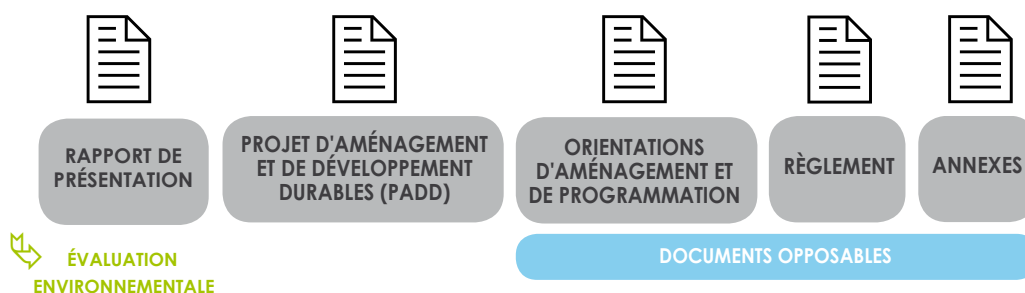 RAPPORT DE
PRÉSENTATION
PROJET D'AMÉNAGEMENT
ET DE DÉVELOPPEMENT
DURABLES (PADD)
ORIENTATIONS
D'AMÉNAGEMENT ET
DE PROGRAMMATION
RÈGLEMENT
ANNEXES
ÉVALUATION
ENVIRONNEMENTALE
DOCUMENTS OPPOSABLES